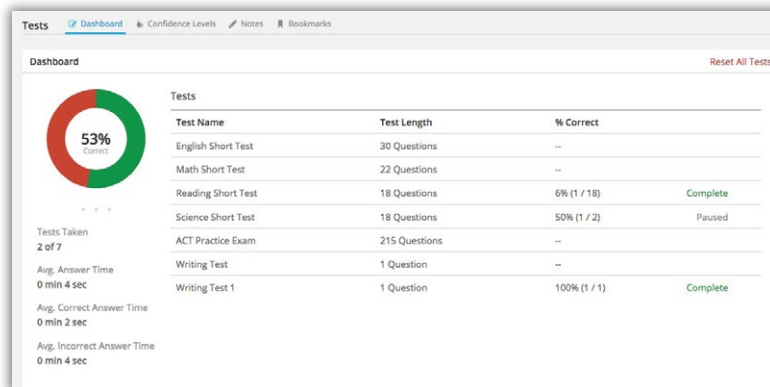 Tests Dashboard Confidence Levels Notes Bookmarks
Dashboard Reset All Tests
53%
Correct
Tests Taken
2 of 7
Avg. Answer Time
0 min 4 sec
Avg. Correct Answer Time
0 min 2 sec
Avg. Incorrect Answer Time
0 min 4 sec
Tests
Test Name Test Length % Correct
English Short Test 30 Questions --
Math Short Test 22 Questions --
Reading Short Test 18 Questions 6% (1 / 18) Complete
Science Short Test 18 Questions 50% (1 / 2) Paused
ACT Practice Exam 215 Questions --
Writing Test 1 Question --
Writing Test 1 1 Question 100% (1 / 1) Complete